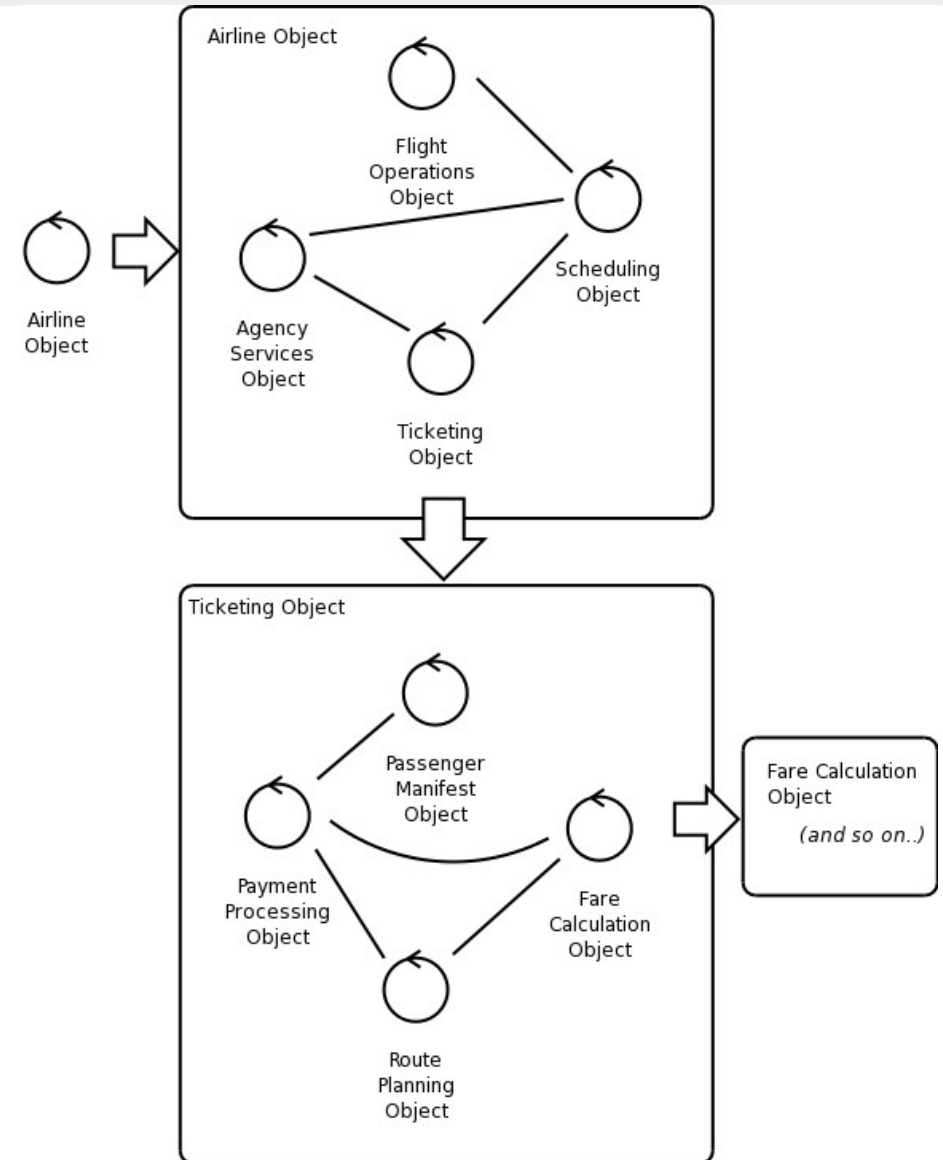 Airline Object
Flight
Operations
Object
Scheduling
Object
Airline
Object
Agency
Services
Object
Ticketing
Object
Ticketing Object
Passenger
Manifest
Object
Fare Calculation
Object
(and so on..)
Payment
Processing
Object
Fare
Calculation
Object
Route
Planning
Object